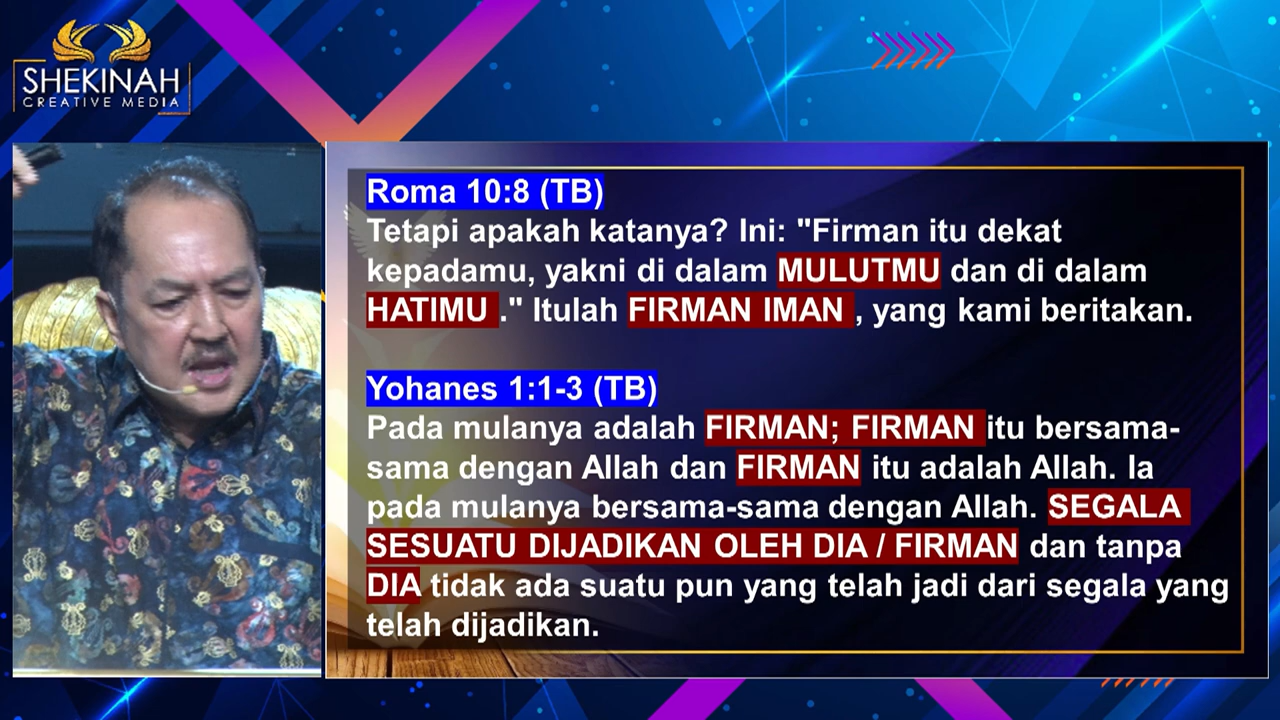 SHEKINAH
CREATIVE MEDIA
Roma 10:8 (TB)
Tetapi apakah katanya? Ini: "Firman itu dekat
kepadamu, yakni di dalam MULUTMU dan di dalam
HATIMU ." Itulah FIRMAN IMAN , yang kami beritakan.
Yohanes 1:1-3 (TB)
Pada mulanya adalah FIRMAN; FIRMAN itu bersama-
sama dengan Allah dan FIRMAN itu adalah Allah. Ia
pada mulanya bersama-sama dengan Allah. SEGALA
SESUATU DIJADIKAN OLEH DIA / FIRMAN dan tanpa
DIA tidak ada suatu pun yang telah jadi dari segala yang
telah dijadikan.